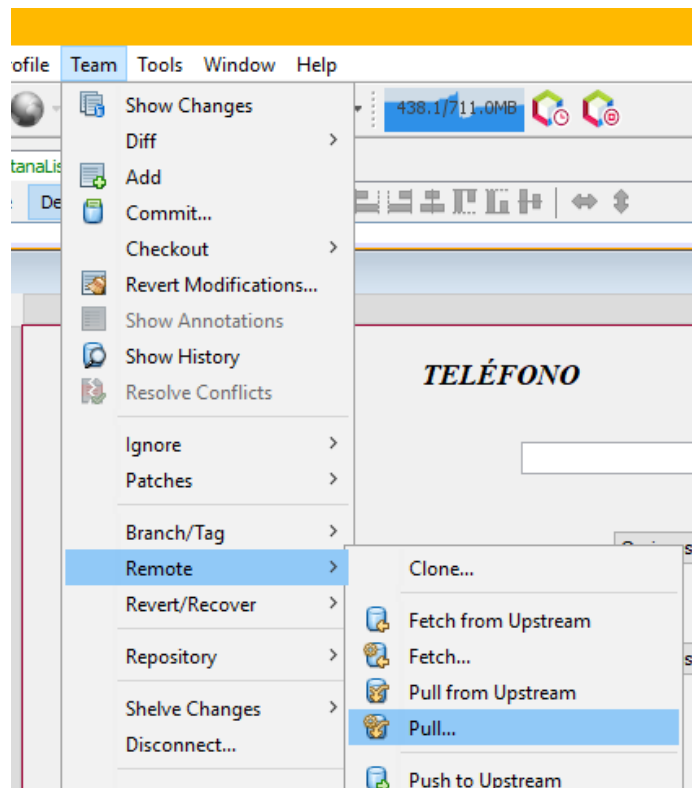 ofile Team Tools Window Help
Show Changes
438.1/711.0MB
Diff
tanaLis
Add
De
Commit...
Checkout
Revert Modifications...
Show Annotations
Show History
TELÉFONO
Resolve Conflicts
Ignore
Patches
Branch/Tag
Remote
Clone...
Revert/Recover
Fetch from Upstream
Repository
Fetch...
Pull from Upstream
Shelve Changes
Pull...
Disconnect...
Push to Upstream